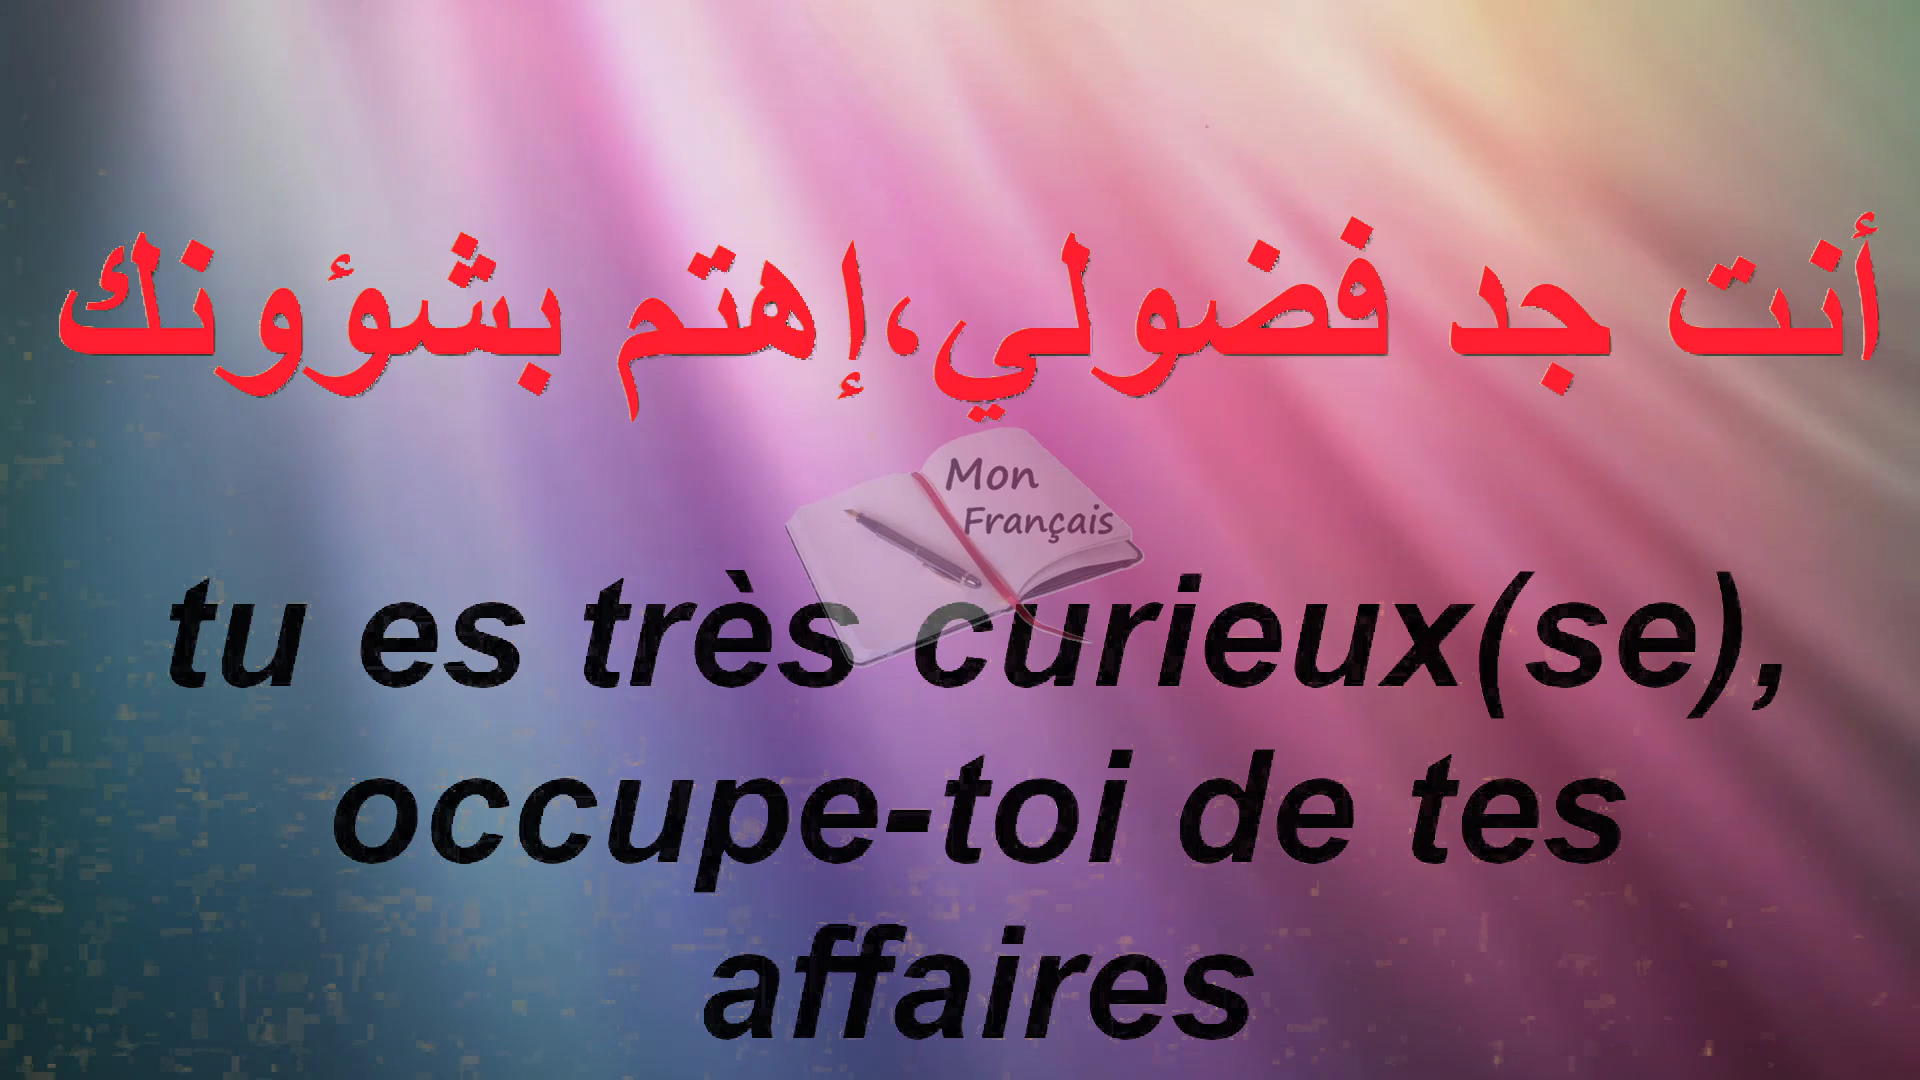 أنت جد فضولي،إهتم بشؤونك
Mon
Français
tu es très curieux(se),
occupe-toi de tes
affaires